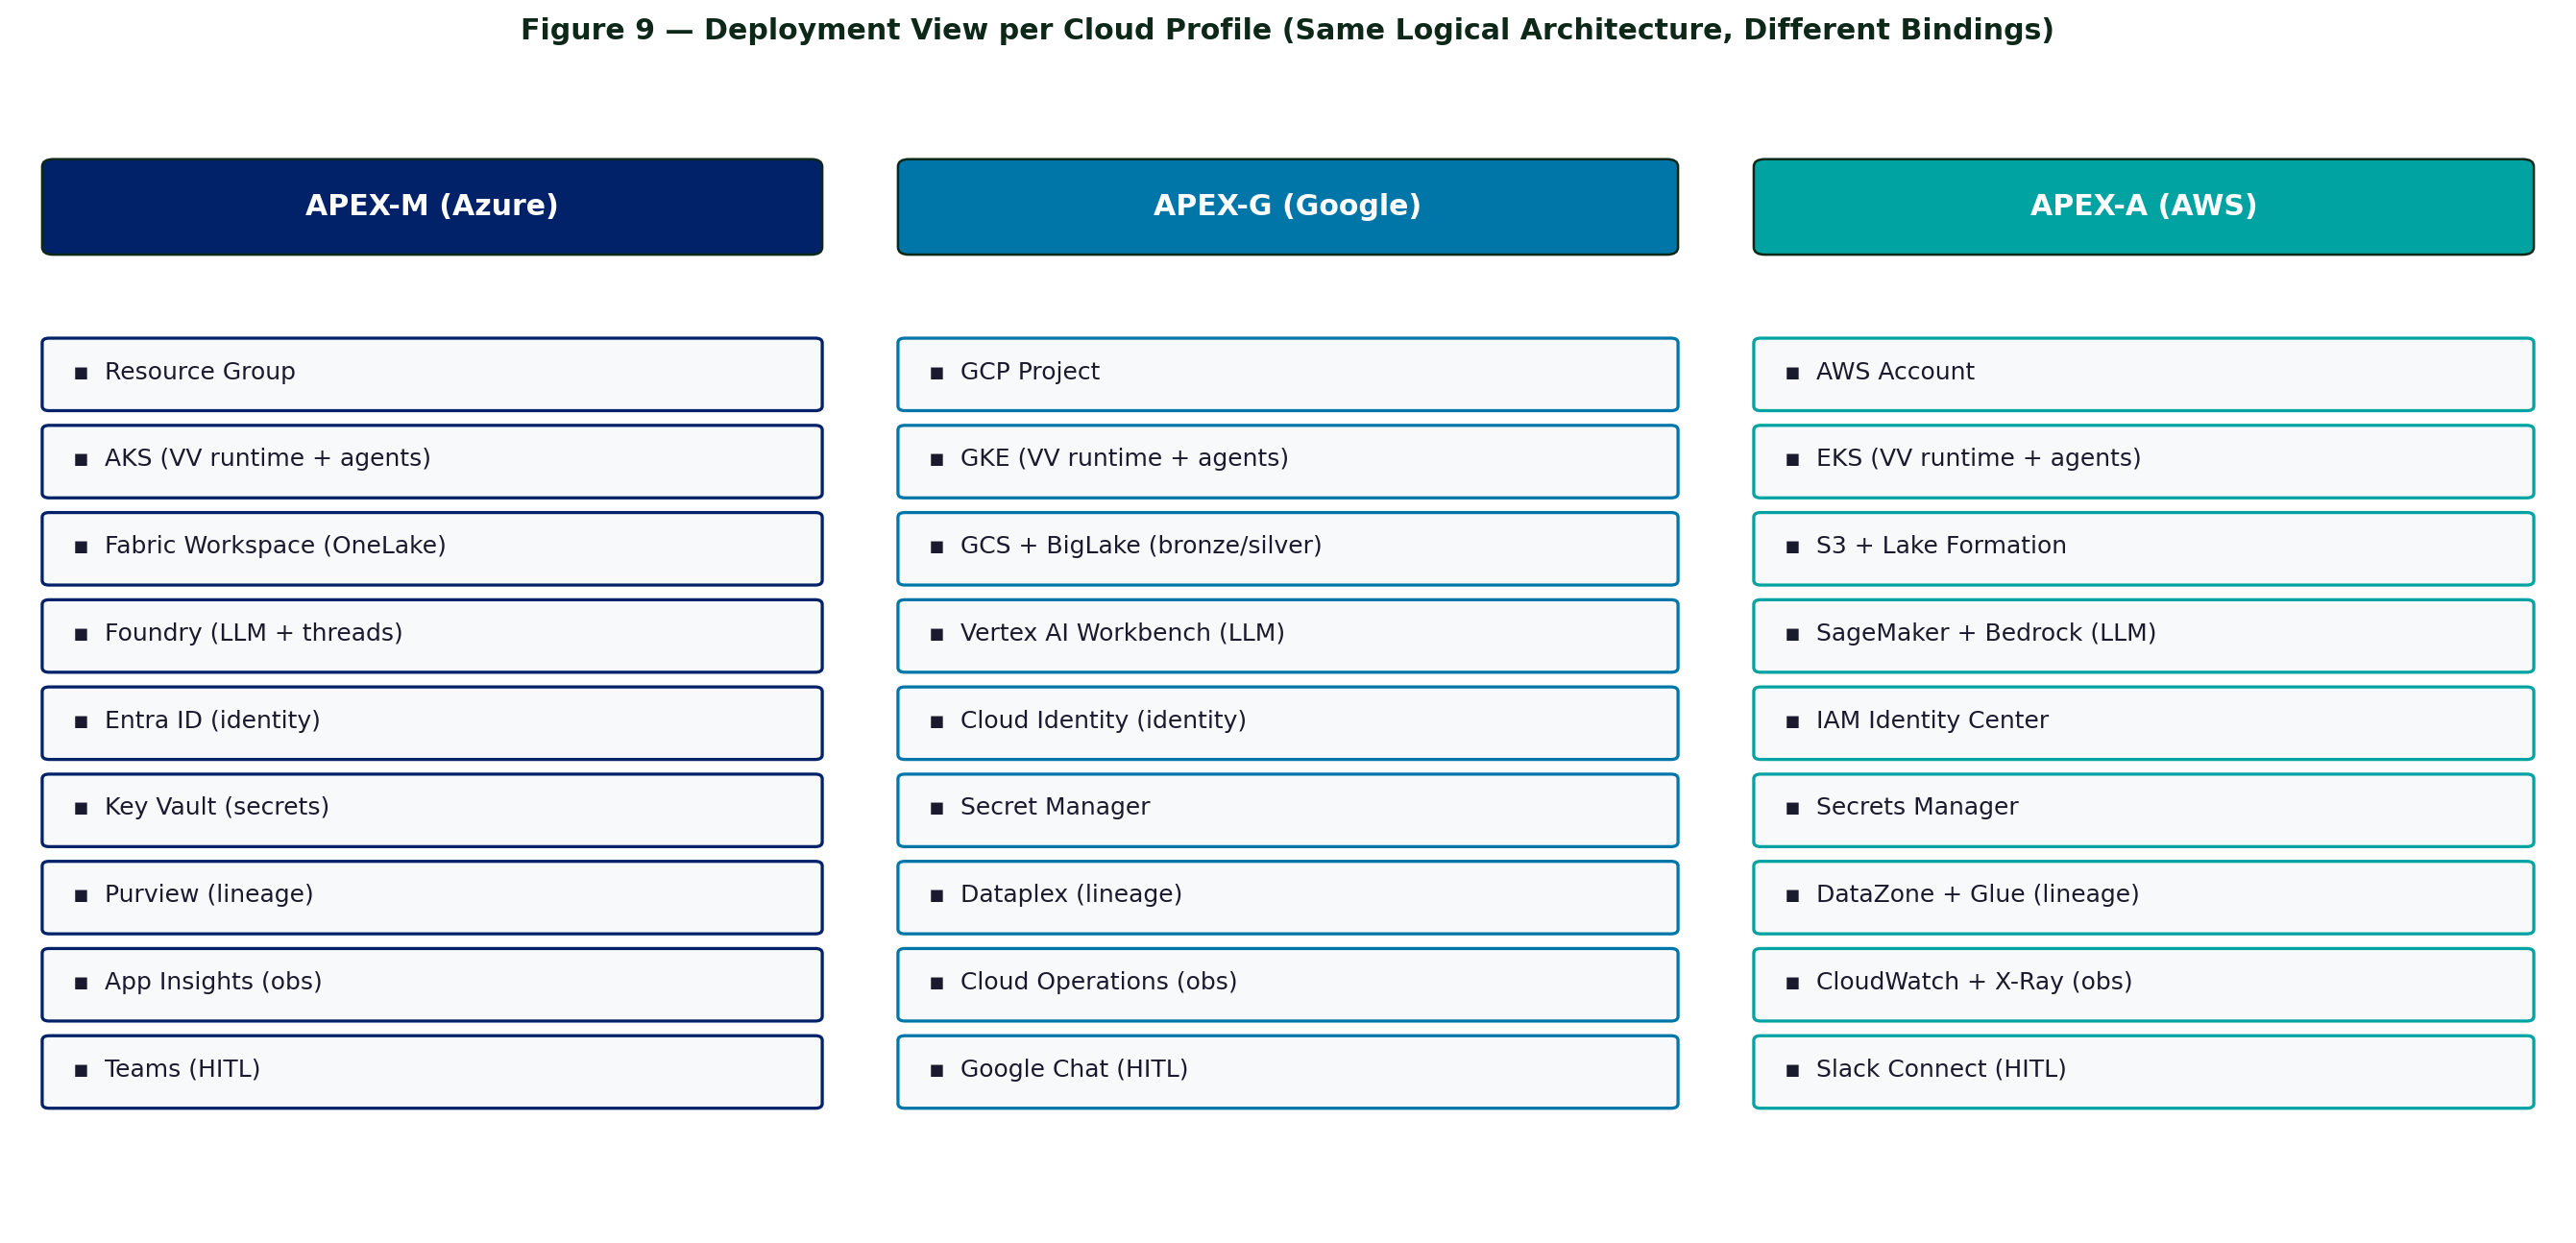 Figure 9 — Deployment View per Cloud Profile (Same Logical Architecture, Different Bindings)
APEX-M (Azure)
▪ Resource Group
▪ AKS (VV runtime + agents)
▪ Fabric Workspace (OneLake)
▪ Foundry (LLM + threads)
▪ Entra ID (identity)
▪ Key Vault (secrets)
▪ Purview (lineage)
▪ App Insights (obs)
▪ Teams (HITL)
APEX-G (Google)
▪ GCP Project
▪ GKE (VV runtime + agents)
▪ GCS + BigLake (bronze/silver)
▪ Vertex AI Workbench (LLM)
▪ Cloud Identity (identity)
▪ Secret Manager
▪ Dataplex (lineage)
▪ Cloud Operations (obs)
▪ Google Chat (HITL)
APEX-A (AWS)
▪ AWS Account
▪ EKS (VV runtime + agents)
▪ S3 + Lake Formation
▪ SageMaker + Bedrock (LLM)
▪ IAM Identity Center
▪ Secrets Manager
▪ DataZone + Glue (lineage)
▪ CloudWatch + X-Ray (obs)
▪ Slack Connect (HITL)